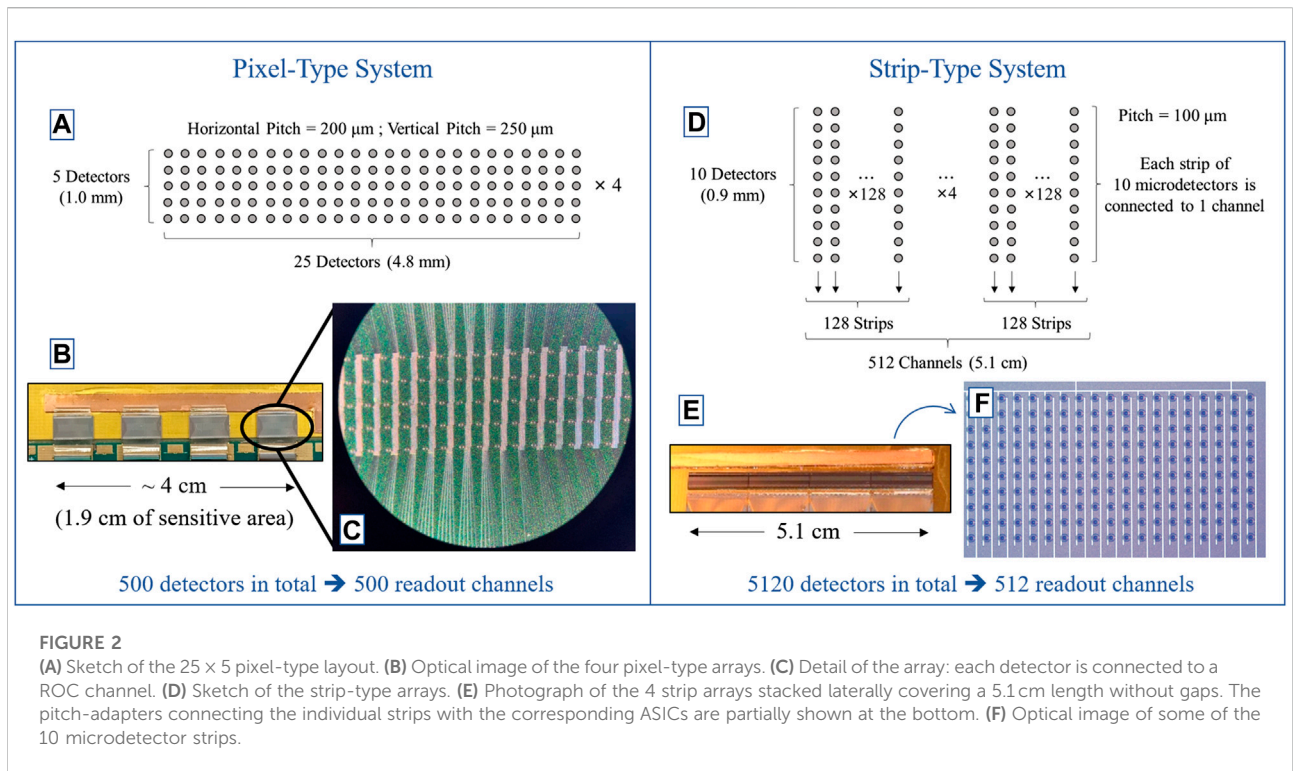 Pixel-Type System
A
Horizontal Pitch = 200 μm ; Vertical Pitch = 250 μm
5 Detectors
(1.0 mm)
× 4
25 Detectors (4.8 mm)
B
~ 4 cm
(1.9 cm of sensitive area)
C
500 detectors in total ➔ 500 readout channels
Strip-Type System
D
Pitch = 100 μm
10 Detectors
(0.9 mm)
...
×128
...
×4
...
×128
Each strip of
10 microdetectors is
connected to 1 channel
128 Strips
128 Strips
512 Channels (5.1 cm)
E
5.1 cm
F
5120 detectors in total ➔ 512 readout channels
FIGURE 2
(A) Sketch of the 25 × 5 pixel-type layout. (B) Optical image of the four pixel-type arrays. (C) Detail of the array: each detector is connected to a
ROC channel. (D) Sketch of the strip-type arrays. (E) Photograph of the 4 strip arrays stacked laterally covering a 5.1 cm length without gaps. The
pitch-adapters connecting the individual strips with the corresponding ASICs are partially shown at the bottom. (F) Optical image of some of the
10 microdetector strips.